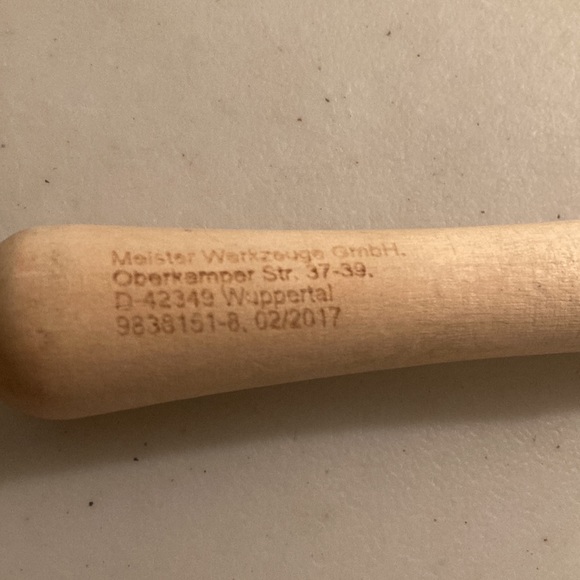 Meister Werkzeuge GmbH.
Oberkamper Str. 37-39.
D-42349 Wuppertal
9838151-8, 02/2017